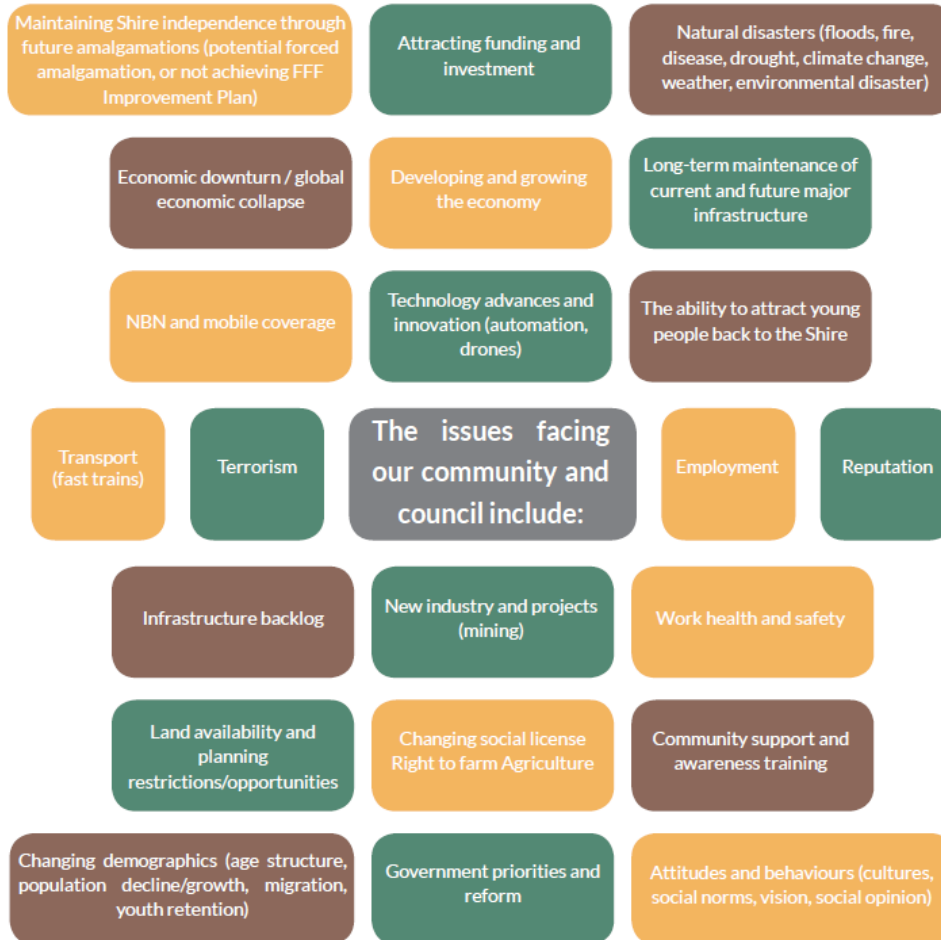 Maintaining Shire independence through
future amalgamations (potential forced
amalgamation, or not achieving FFF
Improvement Plan)
Attracting funding and
investment
Natural disasters (floods, fire,
disease, drought, climate change,
weather, environmental disaster)
Economic downturn / global
economic collapse
Developing and growing
the economy
Long-term maintenance of
current and future major
infrastructure
NBN and mobile coverage
Technology advances and
innovation (automation,
drones)
The ability to attract young
people back to the Shire
Transport
(fast trains)
Terrorism
The issues facing
our community and
council include:
Employment
Reputation
Infrastructure backlog
New industry and projects
(mining)
Work health and safety
Land availability and
planning
restrictions/opportunities
Changing social license
Right to farm Agriculture
Community support and
awareness training
Changing demographics (age structure,
population decline/growth, migration,
youth retention)
Government priorities and
reform
Attitudes and behaviours (cultures,
social norms, vision, social opinion)